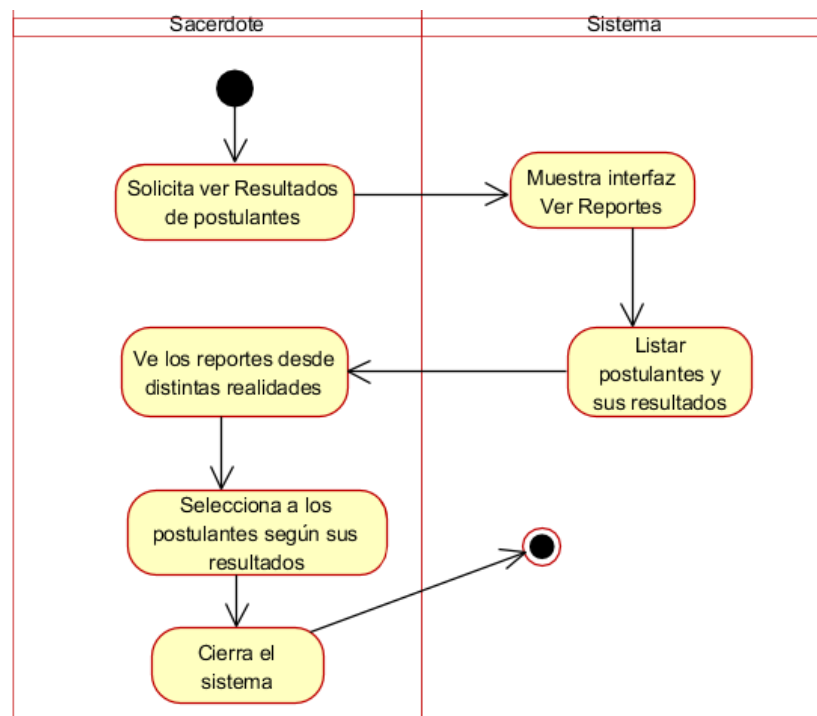 Sacerdote
Sistema
Solicita ver Resultados
de postulantes
Muestra interfaz
Ver Reportes
Listar
postulantes y
sus resultados
Ve los reportes desde
distintas realidades
Selecciona a los
postulantes según sus
resultados
Cierra el
sistema